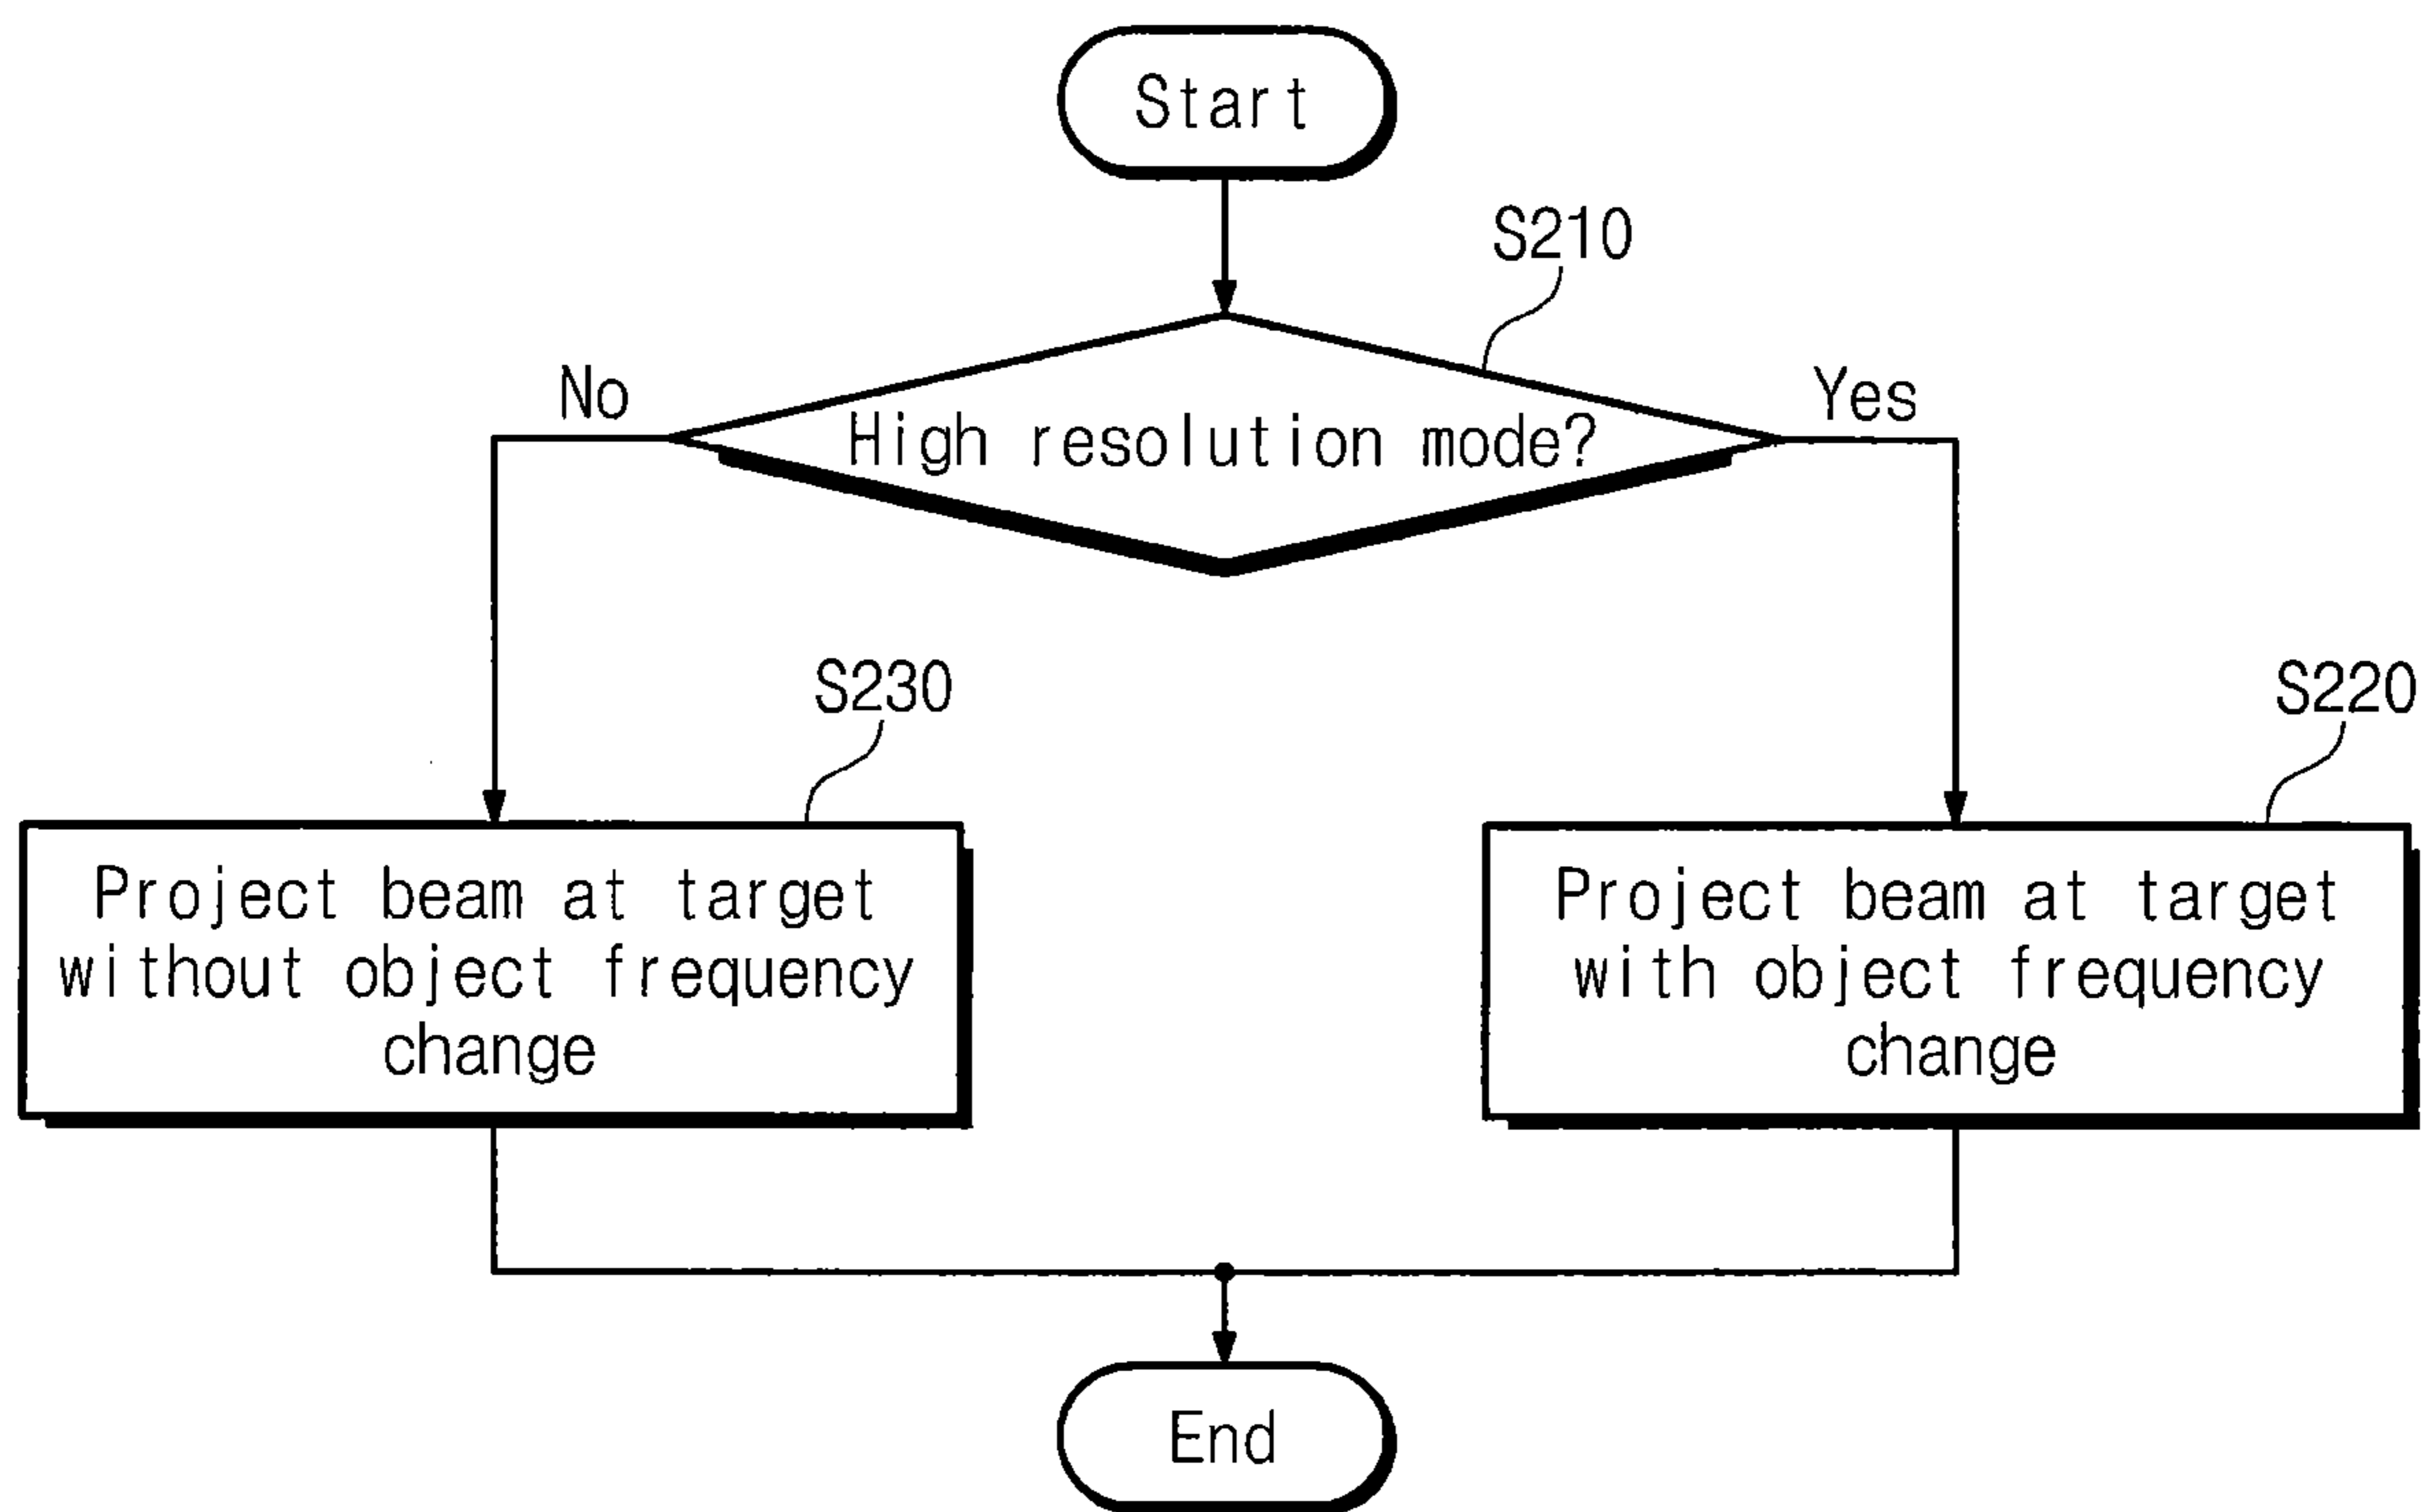 Start
S210
No
Yes
High resolution mode?
S230
S220
Project beam at target
without object frequency
change
Project beam at target
with object frequency
change
End